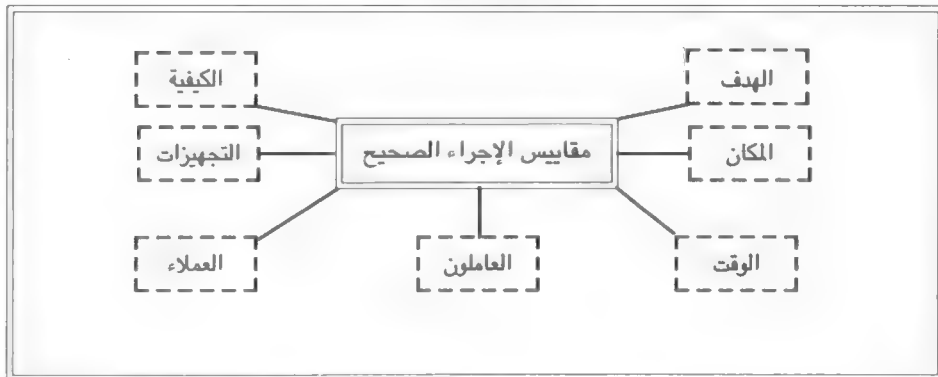 الهدف
الكيفية
مقاييس الإجراء الصحيح
المكان
التجهيزات
الوقت
العاملون
العملاء